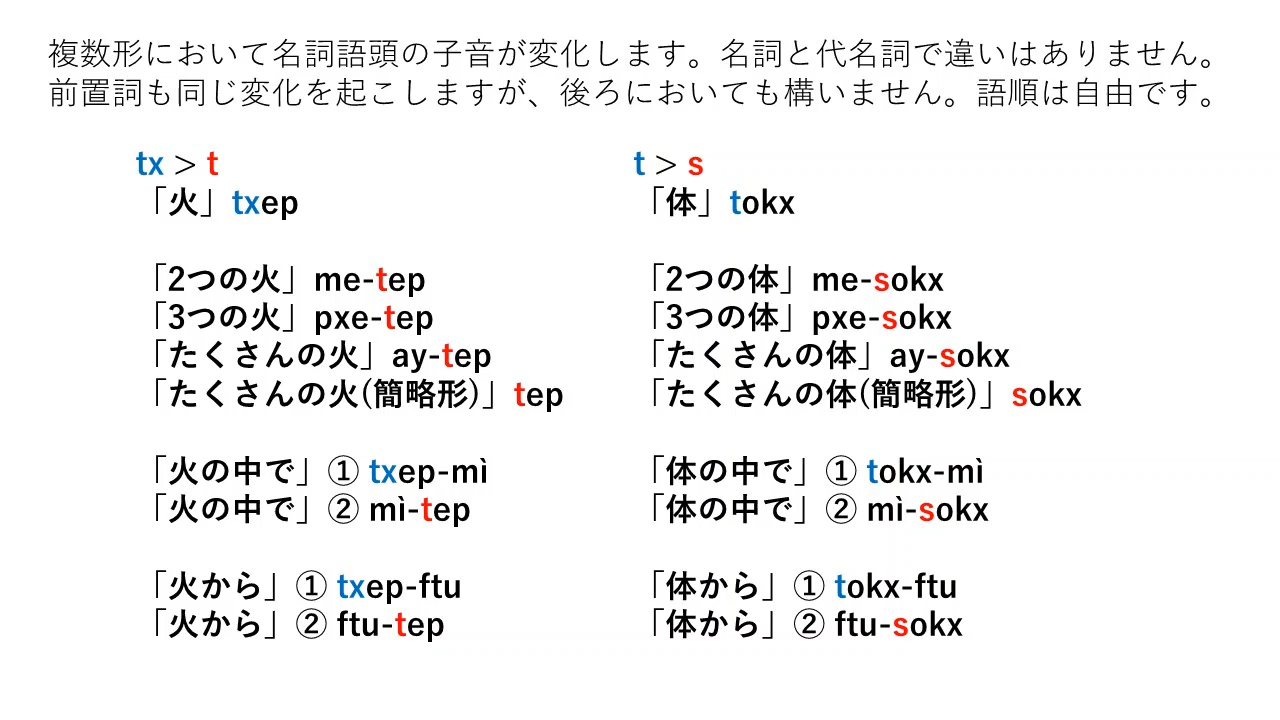 複数形において名詞語頭の子音が変化します。名詞と代名詞で違いはありません。
前置詞も同じ変化を起こしますが、後ろにおいても構いません。語順は自由です。
tx > t
「火」txep
「2つの火」me-tep
「3つの火」pxe-tep
「たくさんの火」ay-tep
「たくさんの火(簡略形)」tep
「火の中で」① txep-mì
「火の中で」② mì-tep
「火から」① txep-ftu
「火から」② ftu-tep
t > s
「体」tokx
「2つの体」me-sokx
「3つの体」pxe-sokx
「たくさんの体」ay-sokx
「たくさんの体(簡略形)」sokx
「体の中で」① tokx-mì
「体の中で」② mì-sokx
「体から」① tokx-ftu
「体から」② ftu-sokx